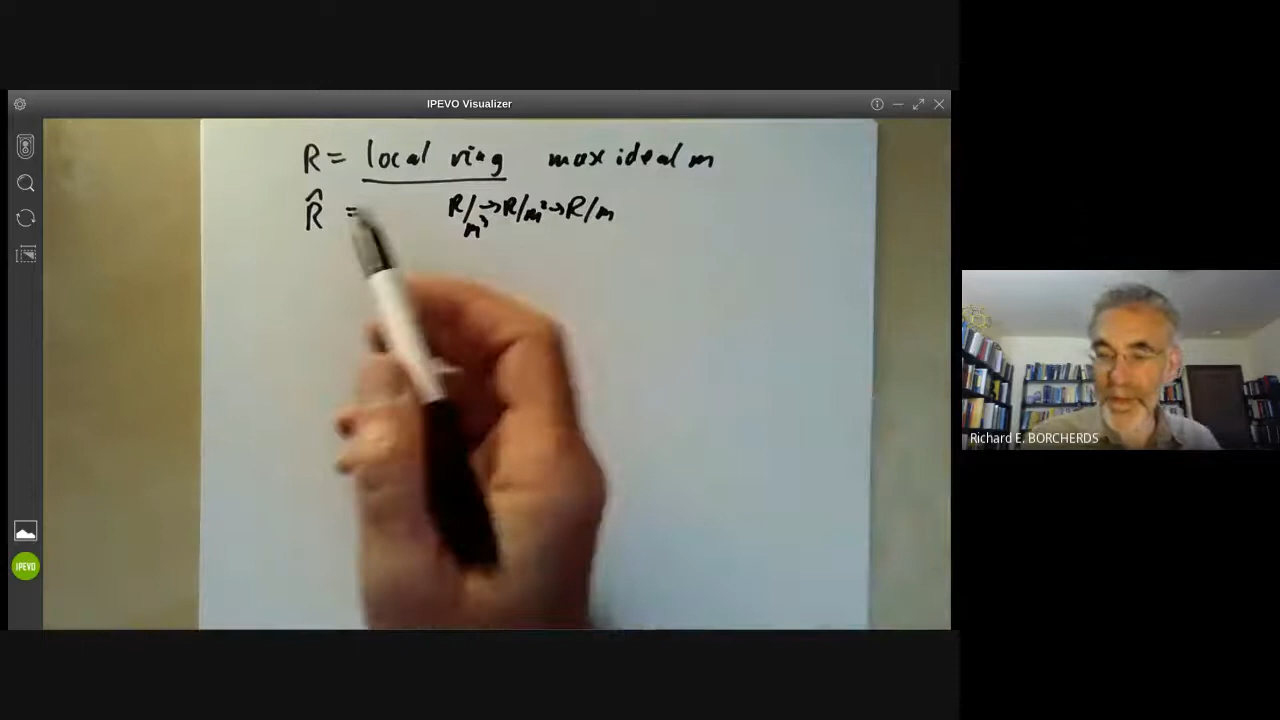 IPEVO Visualizer
R = local ring max ideal m
R̂ = R/m³ → R/m² → R/m
Richard E. BORCHERDS
IPEVO